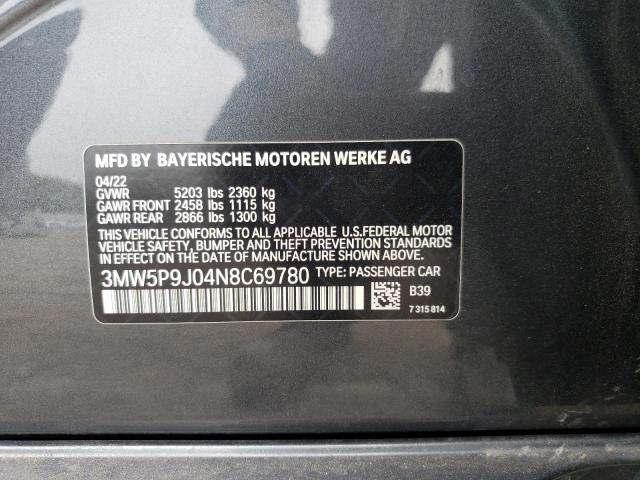 MFD BY BAYERISCHE MOTOREN WERKE AG
04/22
GVWR 5203 lbs 2360 kg
GAWR FRONT 2458 lbs 1115 kg
GAWR REAR 2866 lbs 1300 kg
THIS VEHICLE CONFORMS TO ALL APPLICABLE U.S.FEDERAL MOTOR
VEHICLE SAFETY, BUMPER AND THEFT PREVENTION STANDARDS
IN EFFECT ON THE DATE OF MANUFACTURE SHOWN ABOVE.
3MW5P9J04N8C69780 TYPE: PASSENGER CAR
B39
7 315 814